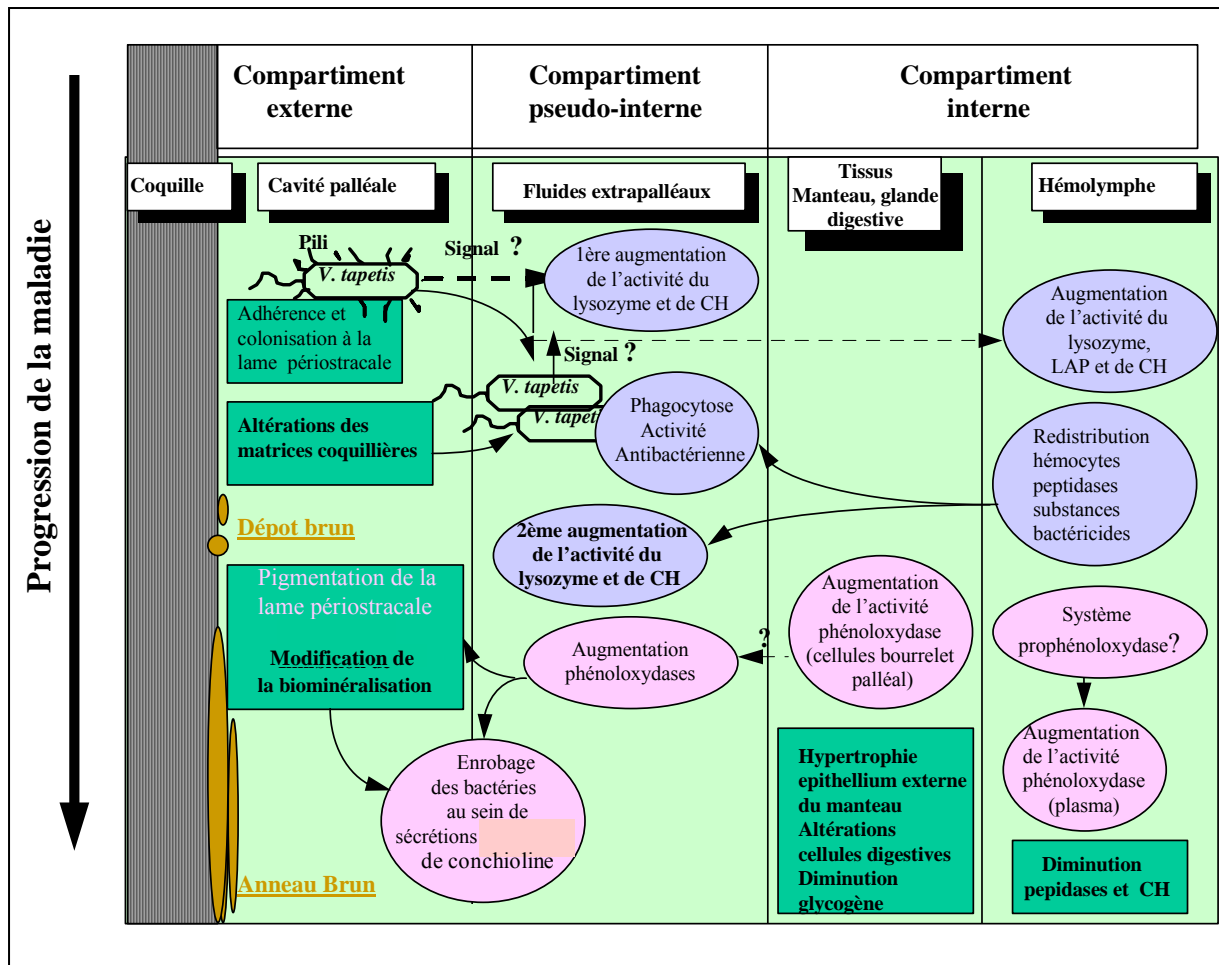 Progression de la maladie
Compartiment
externe
Compartiment
pseudo-interne
Compartiment
interne
Coquille
Cavité palléale
Fluides extrapalléaux
Tissus
Manteau, glande
digestive
Hémolymphe
Pili
V. tapetis
Signal ?
1ère augmentation
de l’activité du
lysozyme et de CH
Augmentation
de l’activité du
lysozyme,
LAP et de CH
Adhérence et
colonisation à la
lame périostracale
Signal ?
V. tapetis
V. tapeti
Altérations des
matrices coquillières
Phagocytose
Activité
Antibactérienne
Redistribution
hémocytes
peptidases
substances
bactéricides
Dépot brun
2ème augmentation
de l’activité du
lysozyme et de CH
Pigmentation de la
lame périostracale
Modification de
la biominéralisation
Augmentation
phénoloxydases
?
Augmentation
de l’activité
phénoloxydase
(cellules bourrelet
palléal)
Système
prophénoloxydase?
Augmentation
de l’activité
phénoloxydase
(plasma)
Enrobage
des bactéries
au sein de
sécrétions
de conchioline
Hypertrophie
epithellium externe
du manteau
Altérations
cellules digestives
Diminution
glycogène
Diminution
pepidases et CH
Anneau Brun